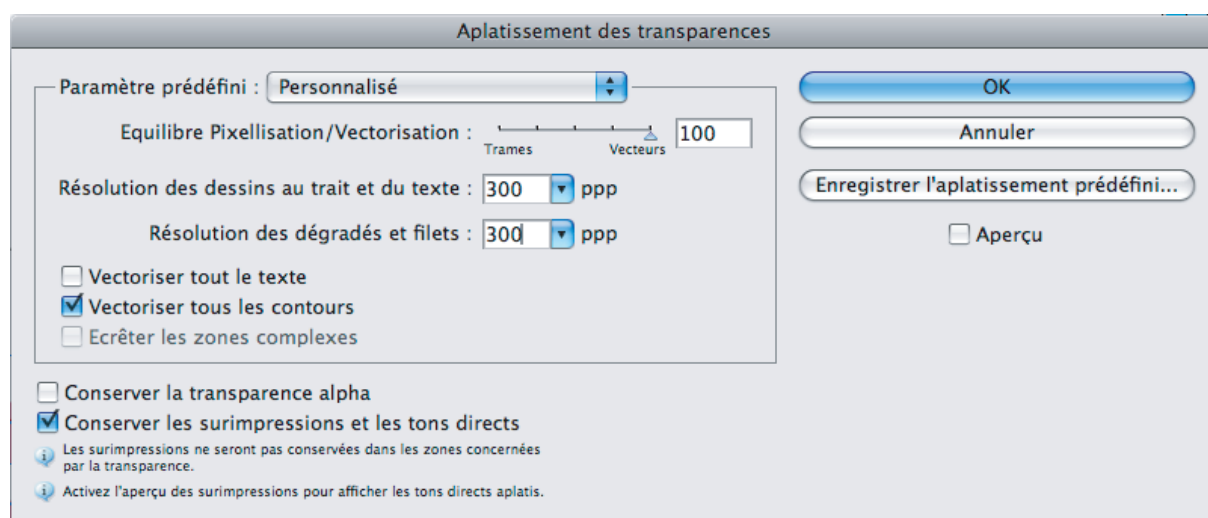 Aplatissement des transparences
Paramètre prédéfini : Personnalisé
Equilibre Pixellisation/Vectorisation : 100
Trames Vecteurs
Résolution des dessins au trait et du texte : 300 ppp
Résolution des dégradés et filets : 300 ppp
Vectoriser tout le texte
Vectoriser tous les contours
Ecrêter les zones complexes
Conserver la transparence alpha
Conserver les surimpressions et les tons directs
Les surimpressions ne seront pas conservées dans les zones concernées
par la transparence.
Activez l'aperçu des surimpressions pour afficher les tons directs aplatis.
OK
Annuler
Enregistrer l'aplatissement prédéfini...
Aperçu